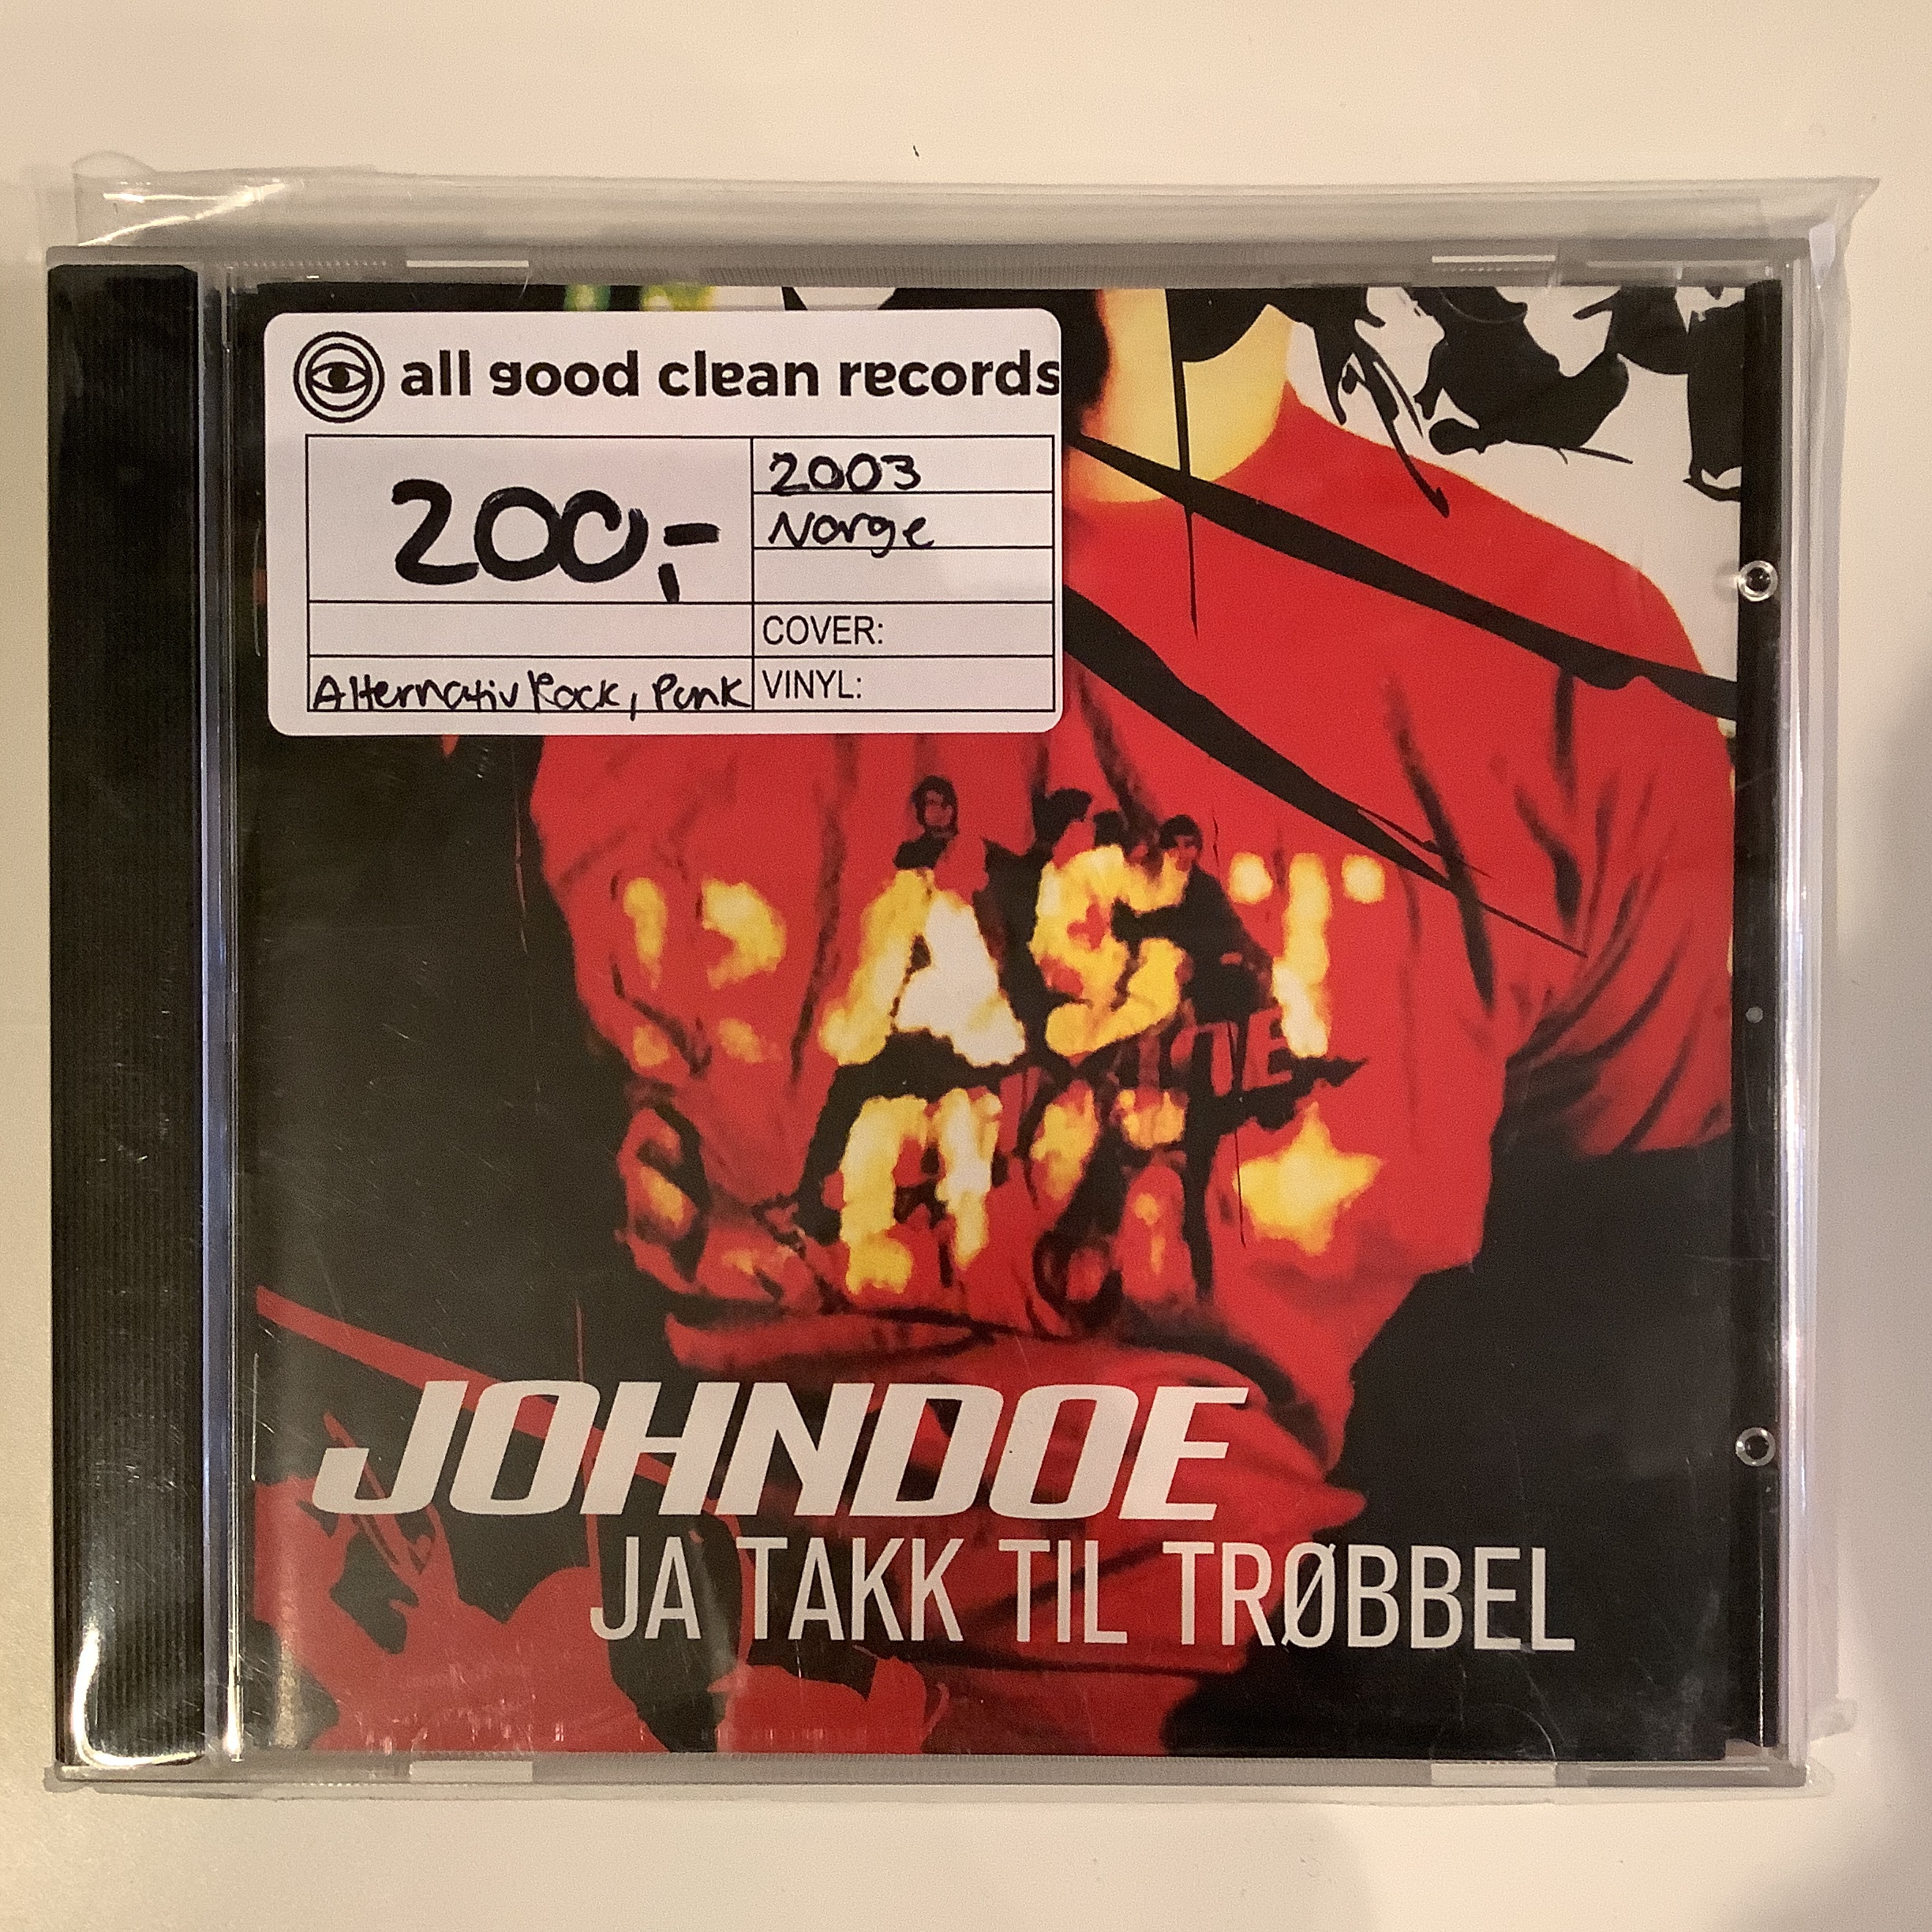 all good clean records
200,-
2003
Norge
COVER:
Alternativ Rock, Punk
VINYL:
JOHNDOE
JA TAKK TIL TRØBBEL